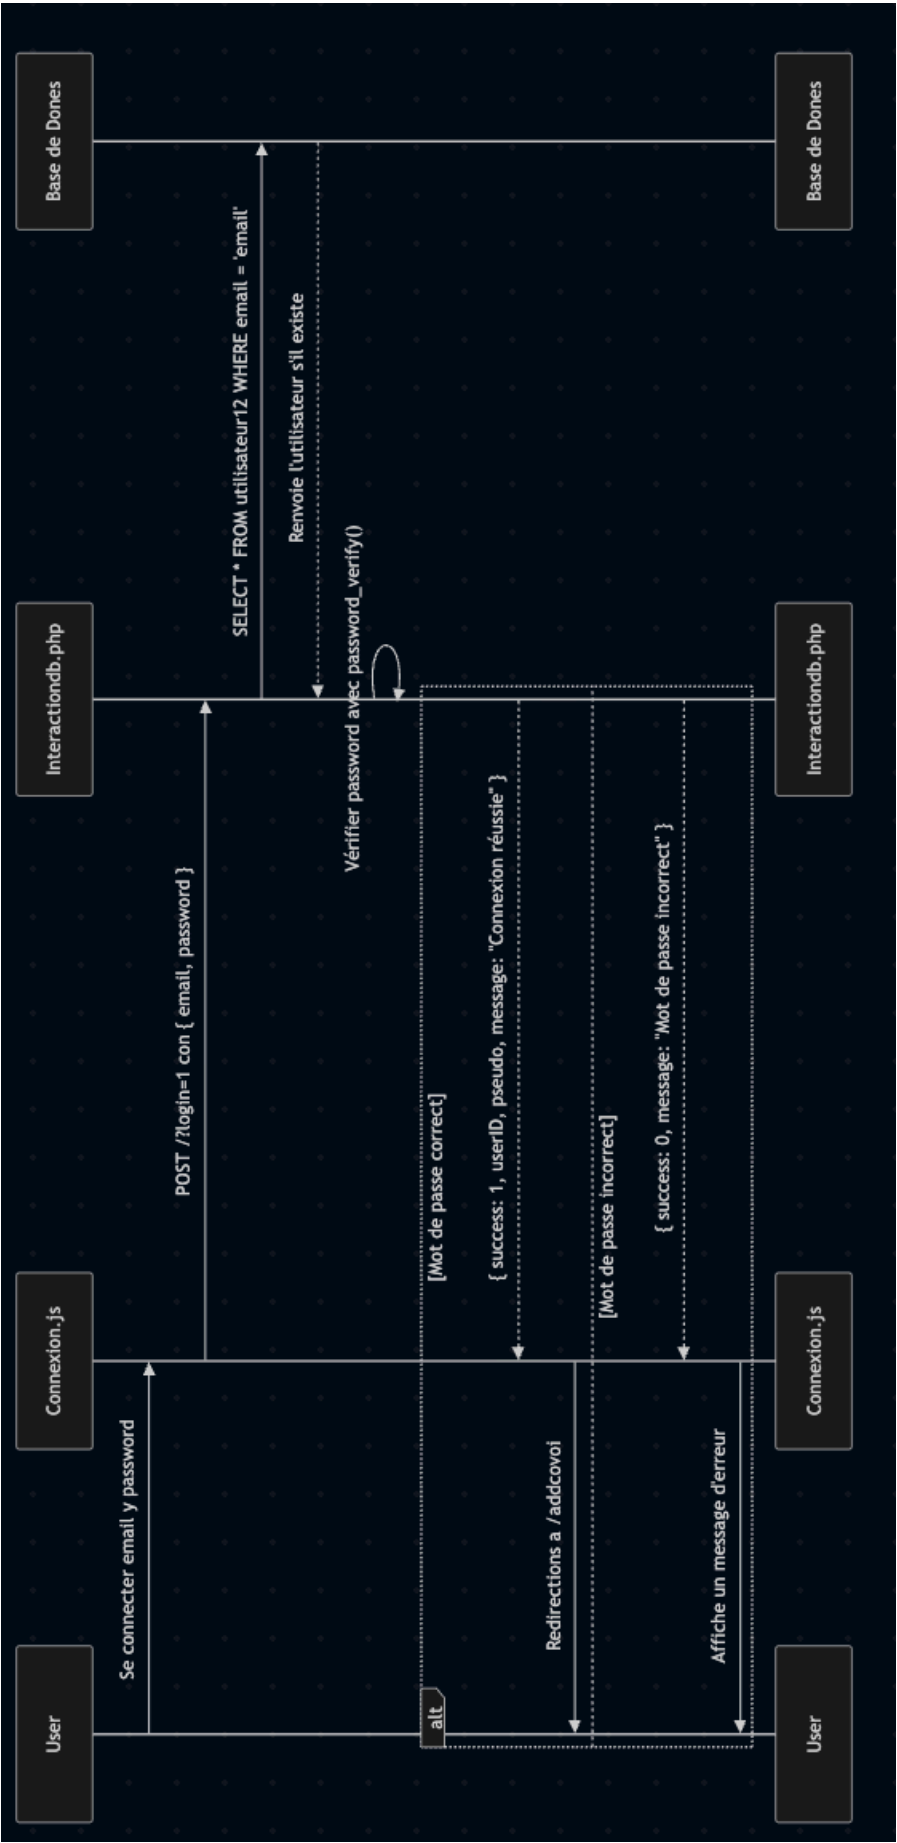 User
Connexion.js
Interactiondb.php
Base de Dones
Se connecter email y password
POST /?login=1 con { email, password }
SELECT * FROM utilisateur12 WHERE email = 'email'
Renvoie l'utilisateur s'il existe
Vérifier password avec password_verify()
alt
[Mot de passe correct]
{ success: 1, userID, pseudo, message: "Connexion réussie" }
Redirections a /addcovoi
[Mot de passe incorrect]
{ success: 0, message: "Mot de passe incorrect" }
Affiche un message d'erreur
User
Connexion.js
Interactiondb.php
Base de Dones